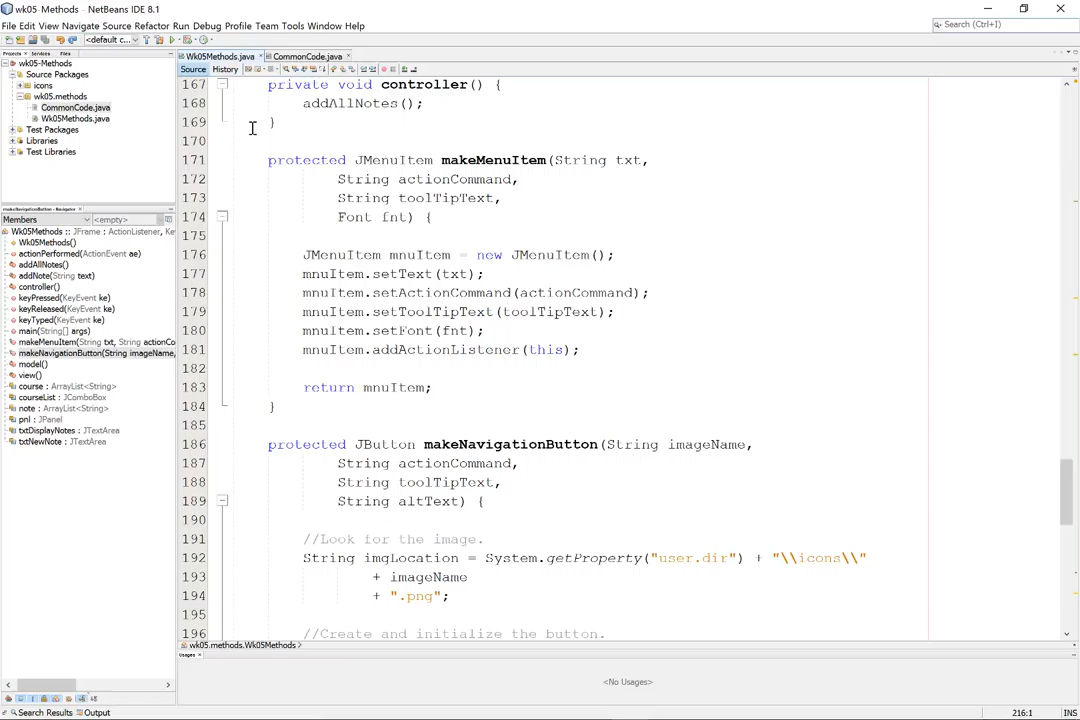 wk05-Methods - NetBeans IDE 8.1
File Edit View Navigate Source Refactor Run Debug Profile Team Tools Window Help
Search (Ctrl+I)
<default c...
Projects × Services Files
Wk05Methods.java × CommonCode.java ×
Source History
wk05-Methods
Source Packages
icons
wk05.methods
CommonCode.java
Wk05Methods.java
Test Packages
Libraries
Test Libraries
makeNavigationButton - Navigator ×
Members <empty>
Wk05Methods :: JFrame : ActionListener, Ke
Wk05Methods()
actionPerformed(ActionEvent ae)
addAllNotes()
addNote(String text)
controller()
keyPressed(KeyEvent ke)
keyReleased(KeyEvent ke)
keyTyped(KeyEvent ke)
main(String[] args)
makeMenuItem(String txt, String actionCo
makeNavigationButton(String imageName,
model()
view()
course : ArrayList<String>
courseList : JComboBox
note : ArrayList<String>
pnl : JPanel
txtDisplayNotes : JTextArea
txtNewNote : JTextArea
167 private void controller() {
168 addAllNotes();
169 }
170
171 protected JMenuItem makeMenuItem(String txt,
172 String actionCommand,
173 String toolTipText,
174 Font fnt) {
175
176 JMenuItem mnuItem = new JMenuItem();
177 mnuItem.setText(txt);
178 mnuItem.setActionCommand(actionCommand);
179 mnuItem.setToolTipText(toolTipText);
180 mnuItem.setFont(fnt);
181 mnuItem.addActionListener(this);
182
183 return mnuItem;
184 }
185
186 protected JButton makeNavigationButton(String imageName,
187 String actionCommand,
188 String toolTipText,
189 String altText) {
190
191 //Look for the image.
192 String imgLocation = System.getProperty("user.dir") + "\\icons\\"
193 + imageName
194 + ".png";
195
196 //Create and initialize the button.
wk05.methods.Wk05Methods
Usages ×
<No Usages>
Search Results Output
216:1 INS